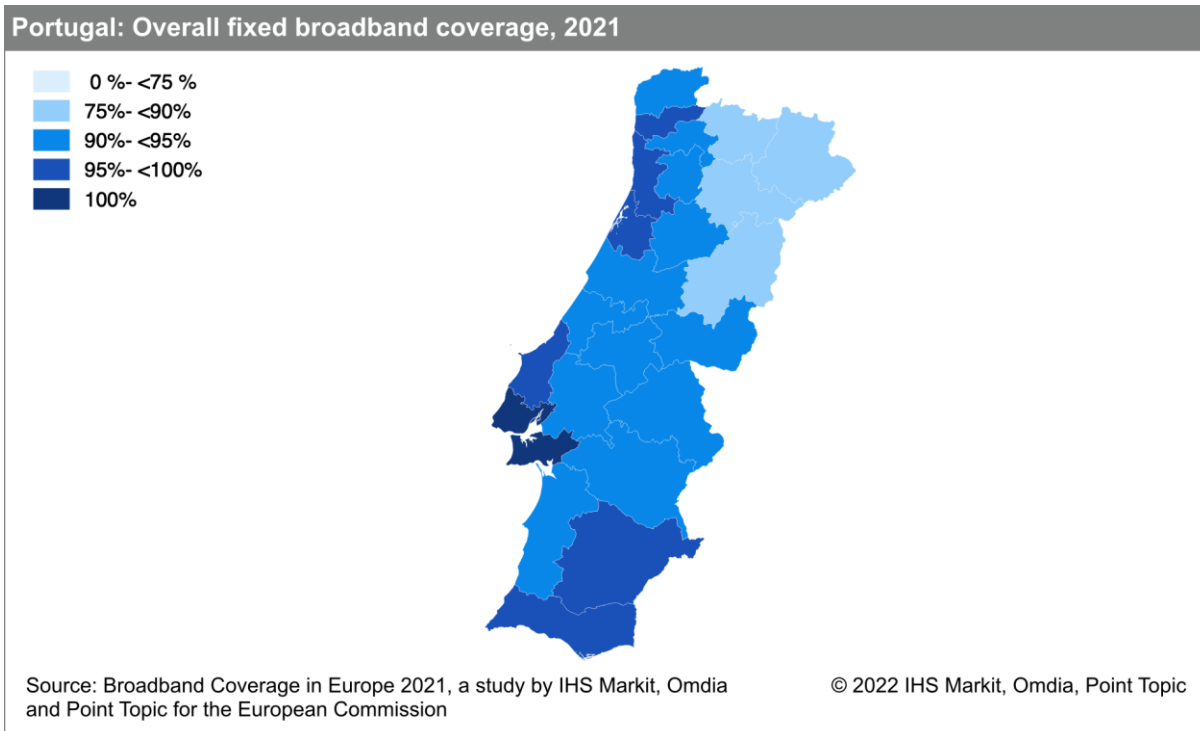 Portugal: Overall fixed broadband coverage, 2021
0 %- <75 %
75%- <90%
90%- <95%
95%- <100%
100%
Source: Broadband Coverage in Europe 2021, a study by IHS Markit, Omdia
and Point Topic for the European Commission
© 2022 IHS Markit, Omdia, Point Topic